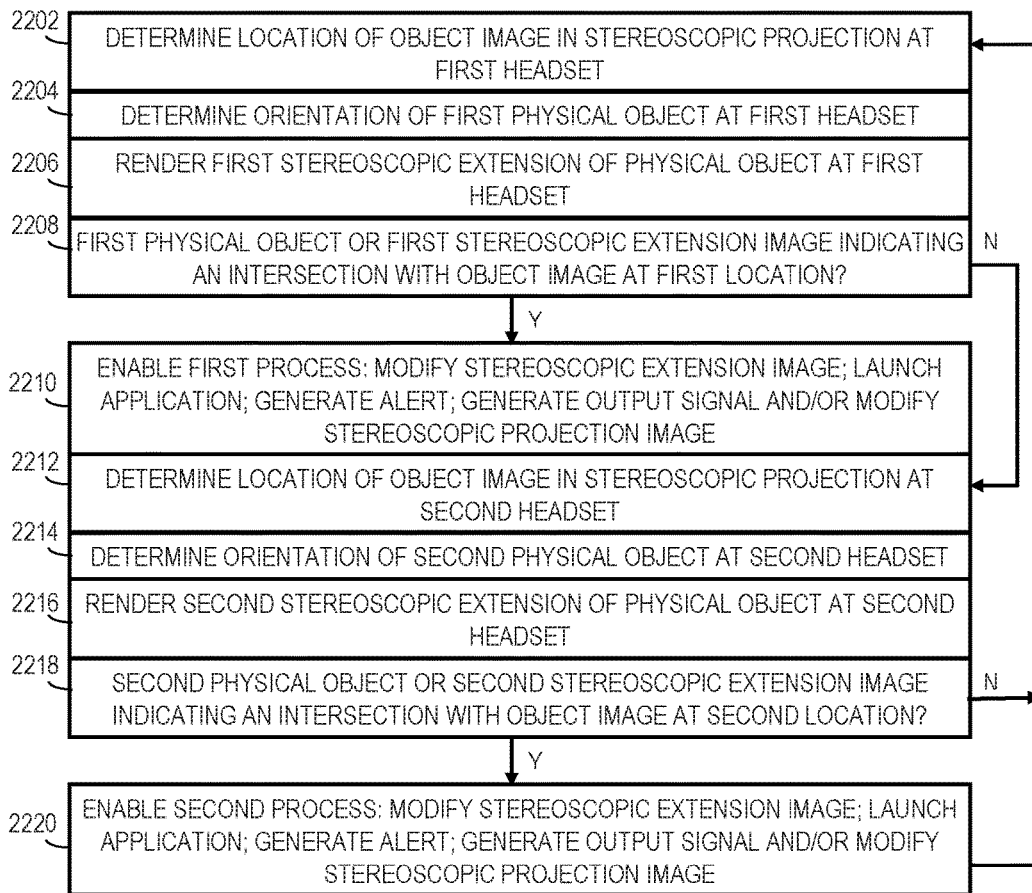 2202
DETERMINE LOCATION OF OBJECT IMAGE IN STEREOSCOPIC PROJECTION AT
FIRST HEADSET
2204
DETERMINE ORIENTATION OF FIRST PHYSICAL OBJECT AT FIRST HEADSET
2206
RENDER FIRST STEREOSCOPIC EXTENSION OF PHYSICAL OBJECT AT FIRST
HEADSET
2208
FIRST PHYSICAL OBJECT OR FIRST STEREOSCOPIC EXTENSION IMAGE INDICATING
AN INTERSECTION WITH OBJECT IMAGE AT FIRST LOCATION?
N
Y
2210
ENABLE FIRST PROCESS: MODIFY STEREOSCOPIC EXTENSION IMAGE; LAUNCH
APPLICATION; GENERATE ALERT; GENERATE OUTPUT SIGNAL AND/OR MODIFY
STEREOSCOPIC PROJECTION IMAGE
2212
DETERMINE LOCATION OF OBJECT IMAGE IN STEREOSCOPIC PROJECTION AT
SECOND HEADSET
2214
DETERMINE ORIENTATION OF SECOND PHYSICAL OBJECT AT SECOND HEADSET
2216
RENDER SECOND STEREOSCOPIC EXTENSION OF PHYSICAL OBJECT AT SECOND
HEADSET
2218
SECOND PHYSICAL OBJECT OR SECOND STEREOSCOPIC EXTENSION IMAGE
INDICATING AN INTERSECTION WITH OBJECT IMAGE AT SECOND LOCATION?
N
Y
2220
ENABLE SECOND PROCESS: MODIFY STEREOSCOPIC EXTENSION IMAGE; LAUNCH
APPLICATION; GENERATE ALERT; GENERATE OUTPUT SIGNAL AND/OR MODIFY
STEREOSCOPIC PROJECTION IMAGE